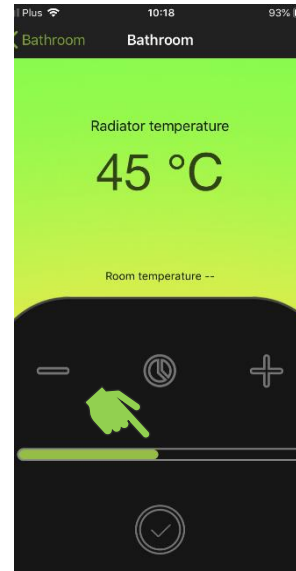 Plus 10:18 93%
Bathroom Bathroom
Radiator temperature
45 °C
Room temperature --